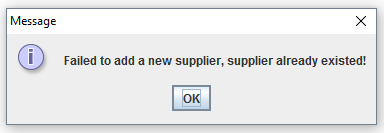 Message
Failed to add a new supplier, supplier already existed!
OK